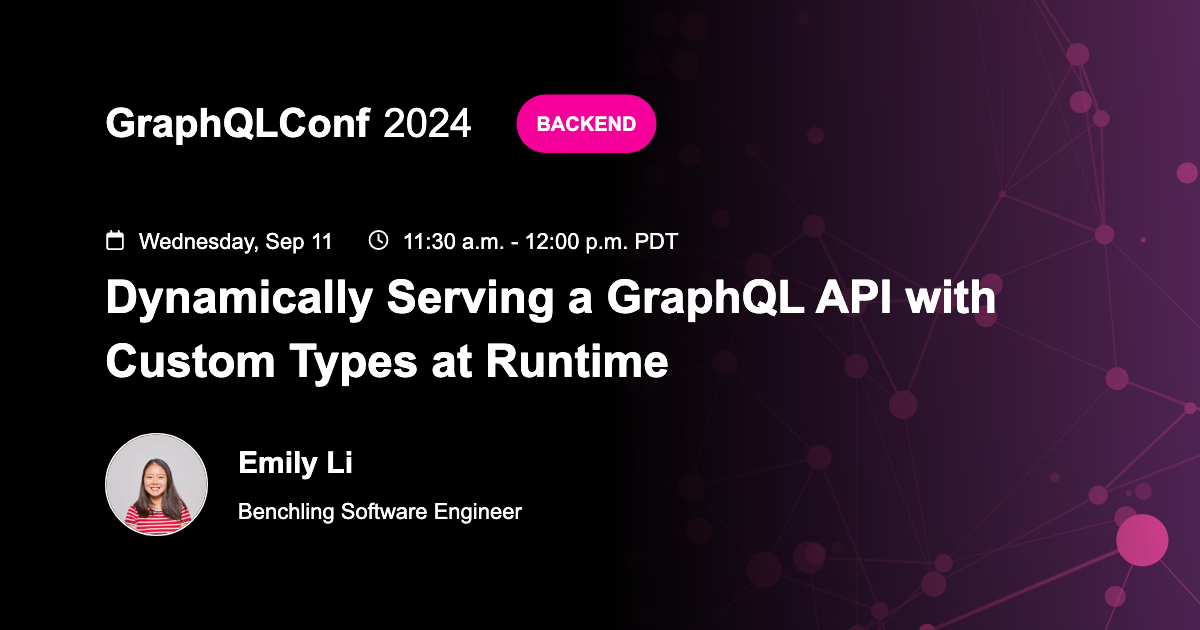 GraphQLConf 2024 BACKEND
Wednesday, Sep 11 11:30 a.m. - 12:00 p.m. PDT
Dynamically Serving a GraphQL API with
Custom Types at Runtime
Emily Li
Benchling Software Engineer